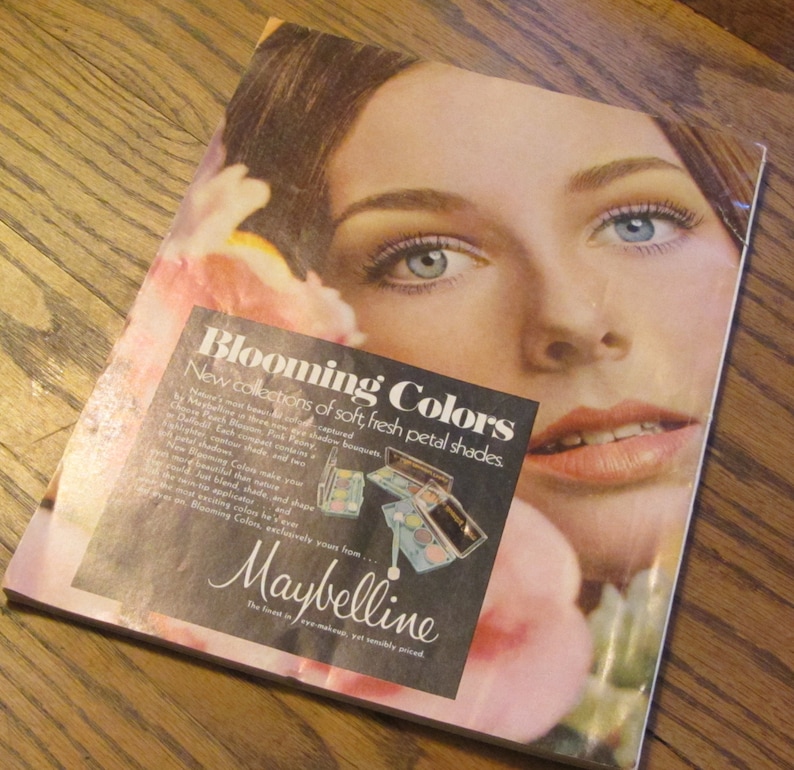 Blooming Colors
New collections of soft, fresh petal shades.
Nature's most beautiful colors—captured
by Maybelline in three new eye shadow bouquets.
Choose Peach Blossom, Pink Peony,
or Daffodil. Each compact contains a
highlighter, contour shade, and two
soft petal shadows.
New Blooming Colors make your
eyes more beautiful than nature
ever could. Just blend, shade, and shape
with the twin-tip applicator . . . and
the most exciting colors he's ever
eyes on. Blooming Colors, exclusively yours from . . .
Maybelline
The finest in eye-makeup, yet sensibly priced.